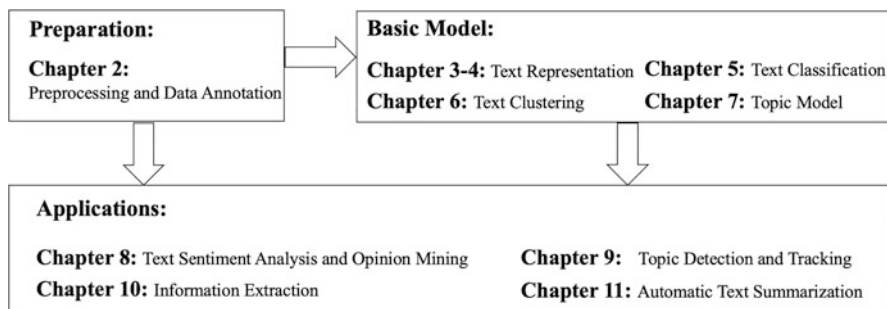 Preparation:
Chapter 2:
Preprocessing and Data Annotation
Basic Model:
Chapter 3-4: Text Representation Chapter 5: Text Classification
Chapter 6: Text Clustering Chapter 7: Topic Model
Applications:
Chapter 8: Text Sentiment Analysis and Opinion Mining Chapter 9: Topic Detection and Tracking
Chapter 10: Information Extraction Chapter 11: Automatic Text Summarization